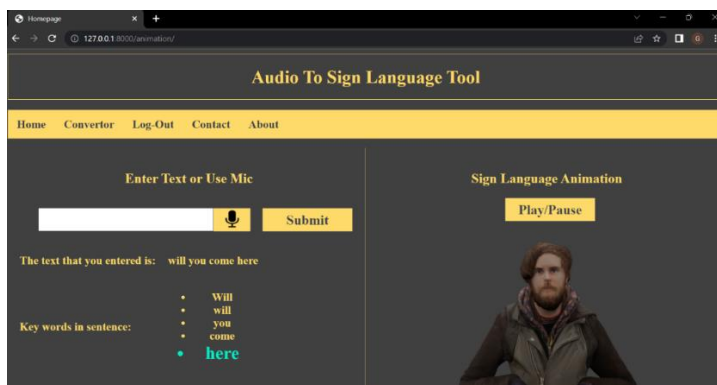 Homepage
127.0.0.1:8000/animation/
Audio To Sign Language Tool
Home Convertor Log-Out Contact About
Enter Text or Use Mic
Submit
The text that you entered is: will you come here
Key words in sentence:
• Will
• will
• you
• come
• here
Sign Language Animation
Play/Pause
G